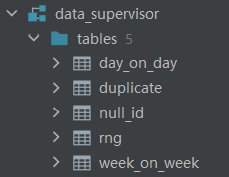 data_supervisor
tables 5
day_on_day
duplicate
null_id
rng
week_on_week